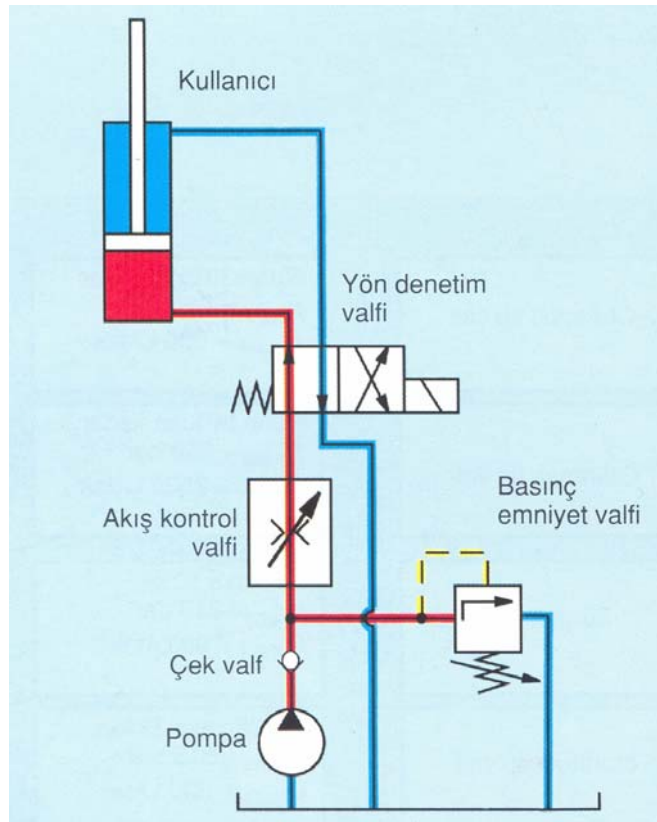 Kullanıcı
Yön denetim
valfi
Akış kontrol
valfi
Basınç
emniyet valfi
Çek valf
Pompa